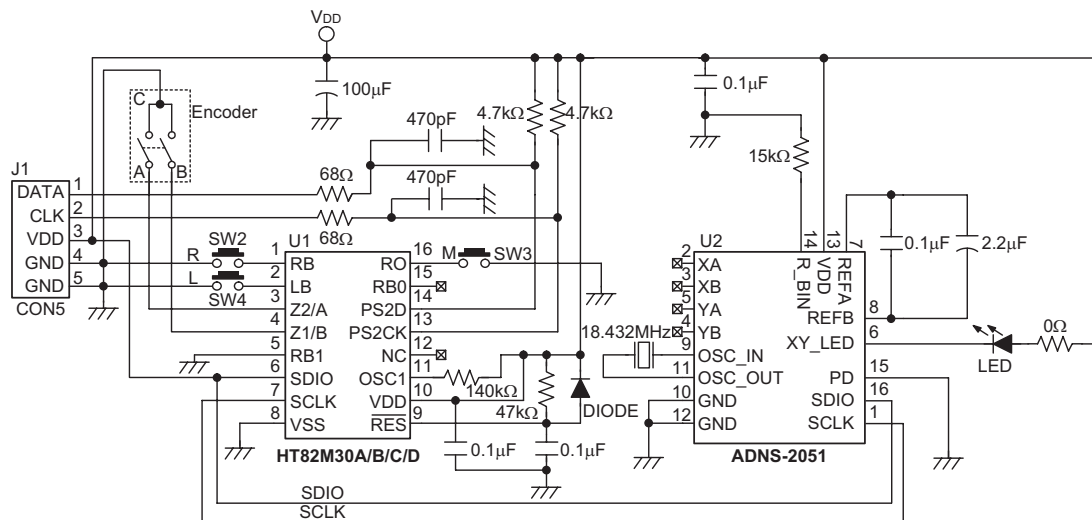 VDD
100μF
0.1μF
C
Encoder
A
B
4.7kΩ
4.7kΩ
470pF
470pF
68Ω
68Ω
15kΩ
J1
DATA
1
CLK
2
VDD
3
GND
4
GND
5
CON5
R
SW2
L
SW4
U1
1
RB
2
LB
3
Z2/A
4
Z1/B
5
RB1
6
SDIO
7
SCLK
8
VSS
RO
16
RB0
15
PS2D
14
PS2CK
13
NC
12
OSC1
11
VDD
10
RES
9
HT82M30A/B/C/D
M
SW3
140kΩ
47kΩ
DIODE
0.1μF
0.1μF
18.432MHz
U2
2
XA
3
XB
5
YA
4
YB
9
OSC_IN
11
OSC_OUT
10
GND
12
GND
14
R_BIN
13
VDD
7
REFA
REFB
8
XY_LED
6
PD
15
SDIO
16
SCLK
1
ADNS-2051
0.1μF
2.2μF
LED
0Ω
SDIO
SCLK